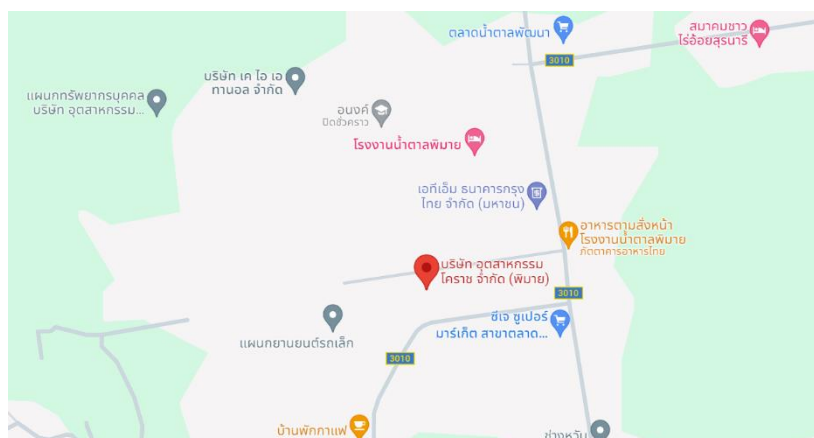 ตลาดน้ำตาลพัฒนา
สมาคมชาว
ไร่อ้อยสุรนารี
3010
บริษัท เค ไอ เอ
ทานอล จำกัด
แผนกทรัพยากรบุคคล
บริษัท อุตสาหกรรม...
อนงค์
ปิดชั่วคราว
โรงงานน้ำตาลพิมาย
เอทีเอ็ม ธนาคารกรุง
ไทย จำกัด (มหาชน)
อาหารตามสั่งหน้า
โรงงานน้ำตาลพิมาย
ภัตตาคารอาหารไทย
บริษัท อุตสาหกรรม
โคราช จำกัด (พิมาย)
3010
ซีเจ ซูเปอร์
มาร์เก็ต สาขาตลาด...
แผนกยานยนต์รถเล็ก
3010
บ้านพักกาแฟ
ช่างหวัน